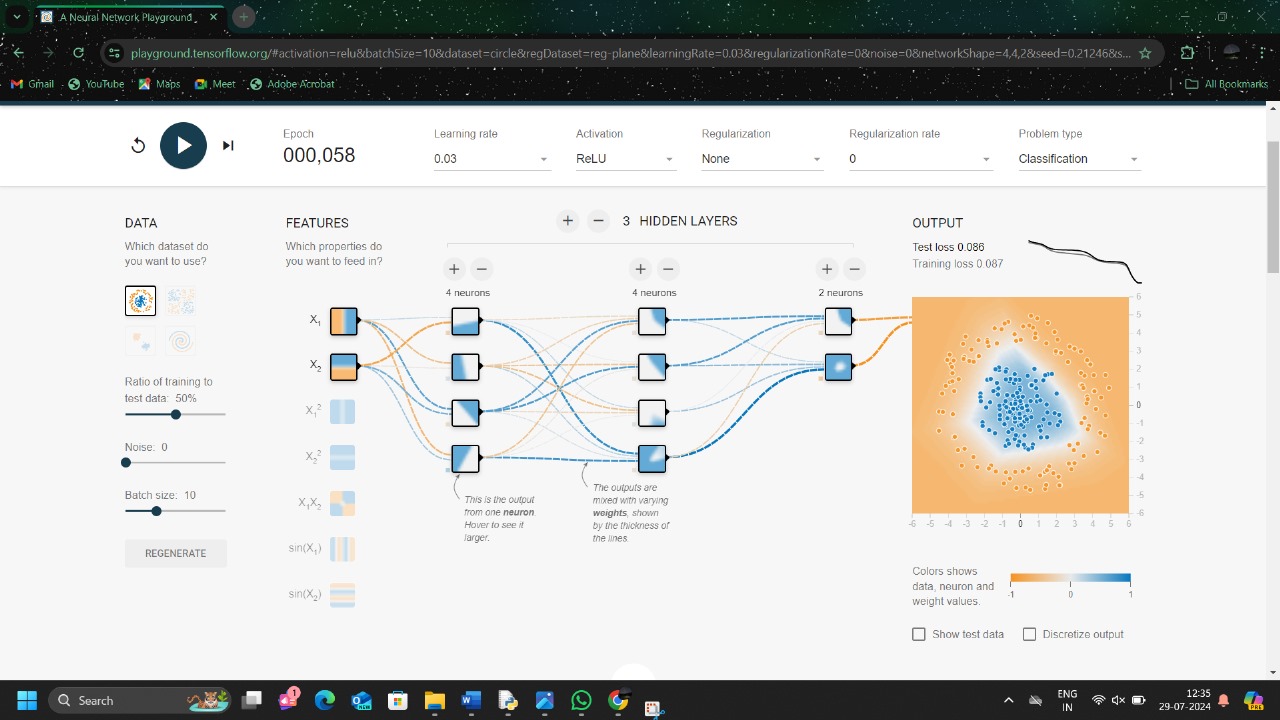 A Neural Network Playground
playground.tensorflow.org/#activation=relu&batchSize=10&dataset=circle&regDataset=reg-plane&learningRate=0.03&regularizationRate=0&noise=0&networkShape=4,4,2&seed=0.21246&s...
Gmail YouTube Maps Meet Adobe Acrobat All Bookmarks
Epoch Learning rate Activation Regularization Regularization rate Problem type
000,058 0.03 ReLU None 0 Classification
DATA
Which dataset do
you want to use?
Ratio of training to
test data: 50%
Noise: 0
Batch size: 10
REGENERATE
FEATURES
Which properties do
you want to feed in?
X₁
X₂
X₁²
X₂²
X₁X₂
sin(X₁)
sin(X₂)
3 HIDDEN LAYERS
4 neurons 4 neurons 2 neurons
This is the output
from one neuron.
Hover to see it
larger.
The outputs are
mixed with varying
weights, shown
by the thickness of
the lines.
OUTPUT
Test loss 0.086
Training loss 0.087
6
5
4
3
2
1
0
-1
-2
-3
-4
-5
-6
-6 -5 -4 -3 -2 -1 0 1 2 3 4 5 6
Colors shows
data, neuron and
weight values.
-1 0 1
Show test data Discretize output
Search
1
ENG
IN
12:35
29-07-2024
PRE